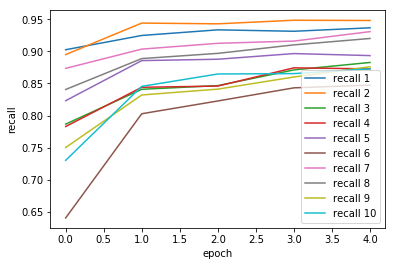 0.95
0.90
0.85
0.80
0.75
0.70
0.65
recall
recall 1
recall 2
recall 3
recall 4
recall 5
recall 6
recall 7
recall 8
recall 9
recall 10
0.0 0.5 1.0 1.5 2.0 2.5 3.0 3.5 4.0
epoch